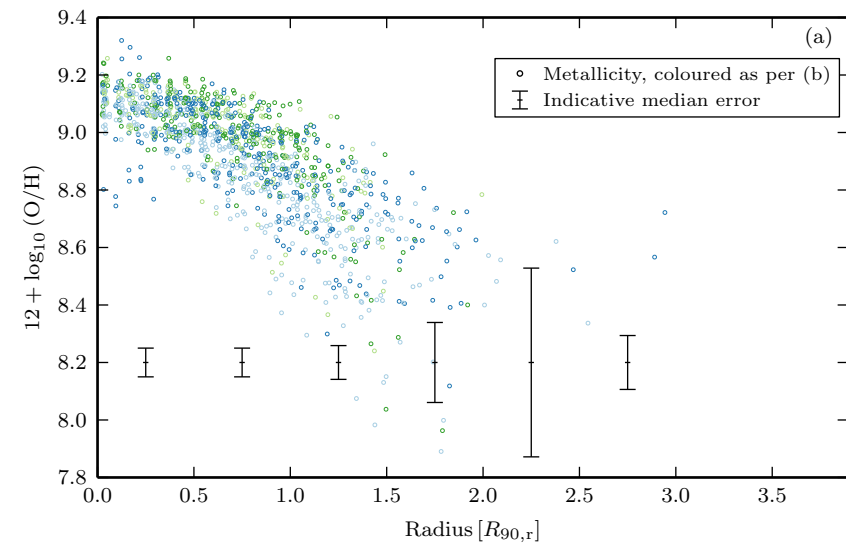 (a)
Metallicity, coloured as per (b)
Indicative median error
12 + log₁₀ (O/H)
9.4
9.2
9.0
8.8
8.6
8.4
8.2
8.0
7.8
0.0 0.5 1.0 1.5 2.0 2.5 3.0 3.5
Radius [R₉₀,ᵣ]